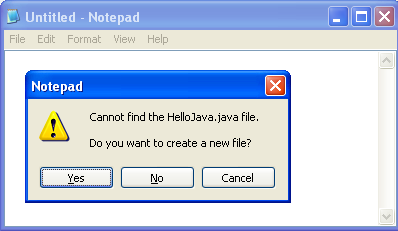 Untitled - Notepad
File Edit Format View Help
Notepad
Cannot find the HelloJava.java file.
Do you want to create a new file?
Yes No Cancel